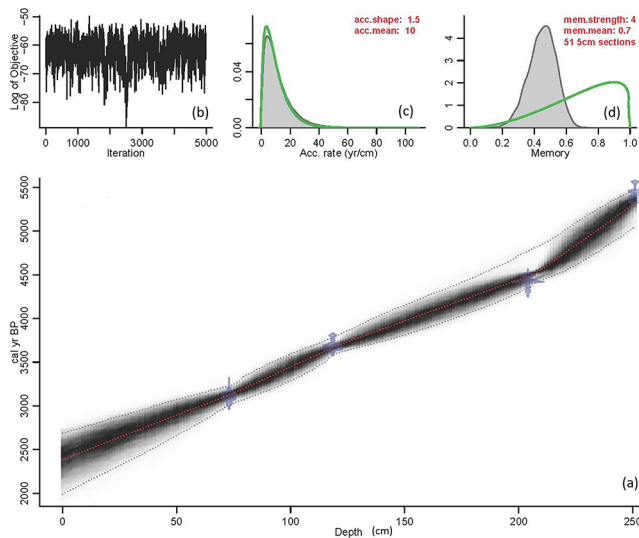 Log of Objective
-50
-60
-70
-80
0 1000 2000 3000 4000 5000
Iteration
(b)
0.04
0.00
acc.shape: 1.5
acc.mean: 10
(c)
0 20 40 60 80 100
Acc. rate (yr/cm)
4
3
2
1
0
mem.strength: 4
mem.mean: 0.7
51 5cm sections
(d)
0.0 0.2 0.4 0.6 0.8 1.0
Memory
cal yr BP
5500
5000
4500
4000
3500
3000
2500
2000
(a)
0 50 100 150 200 250
Depth (cm)